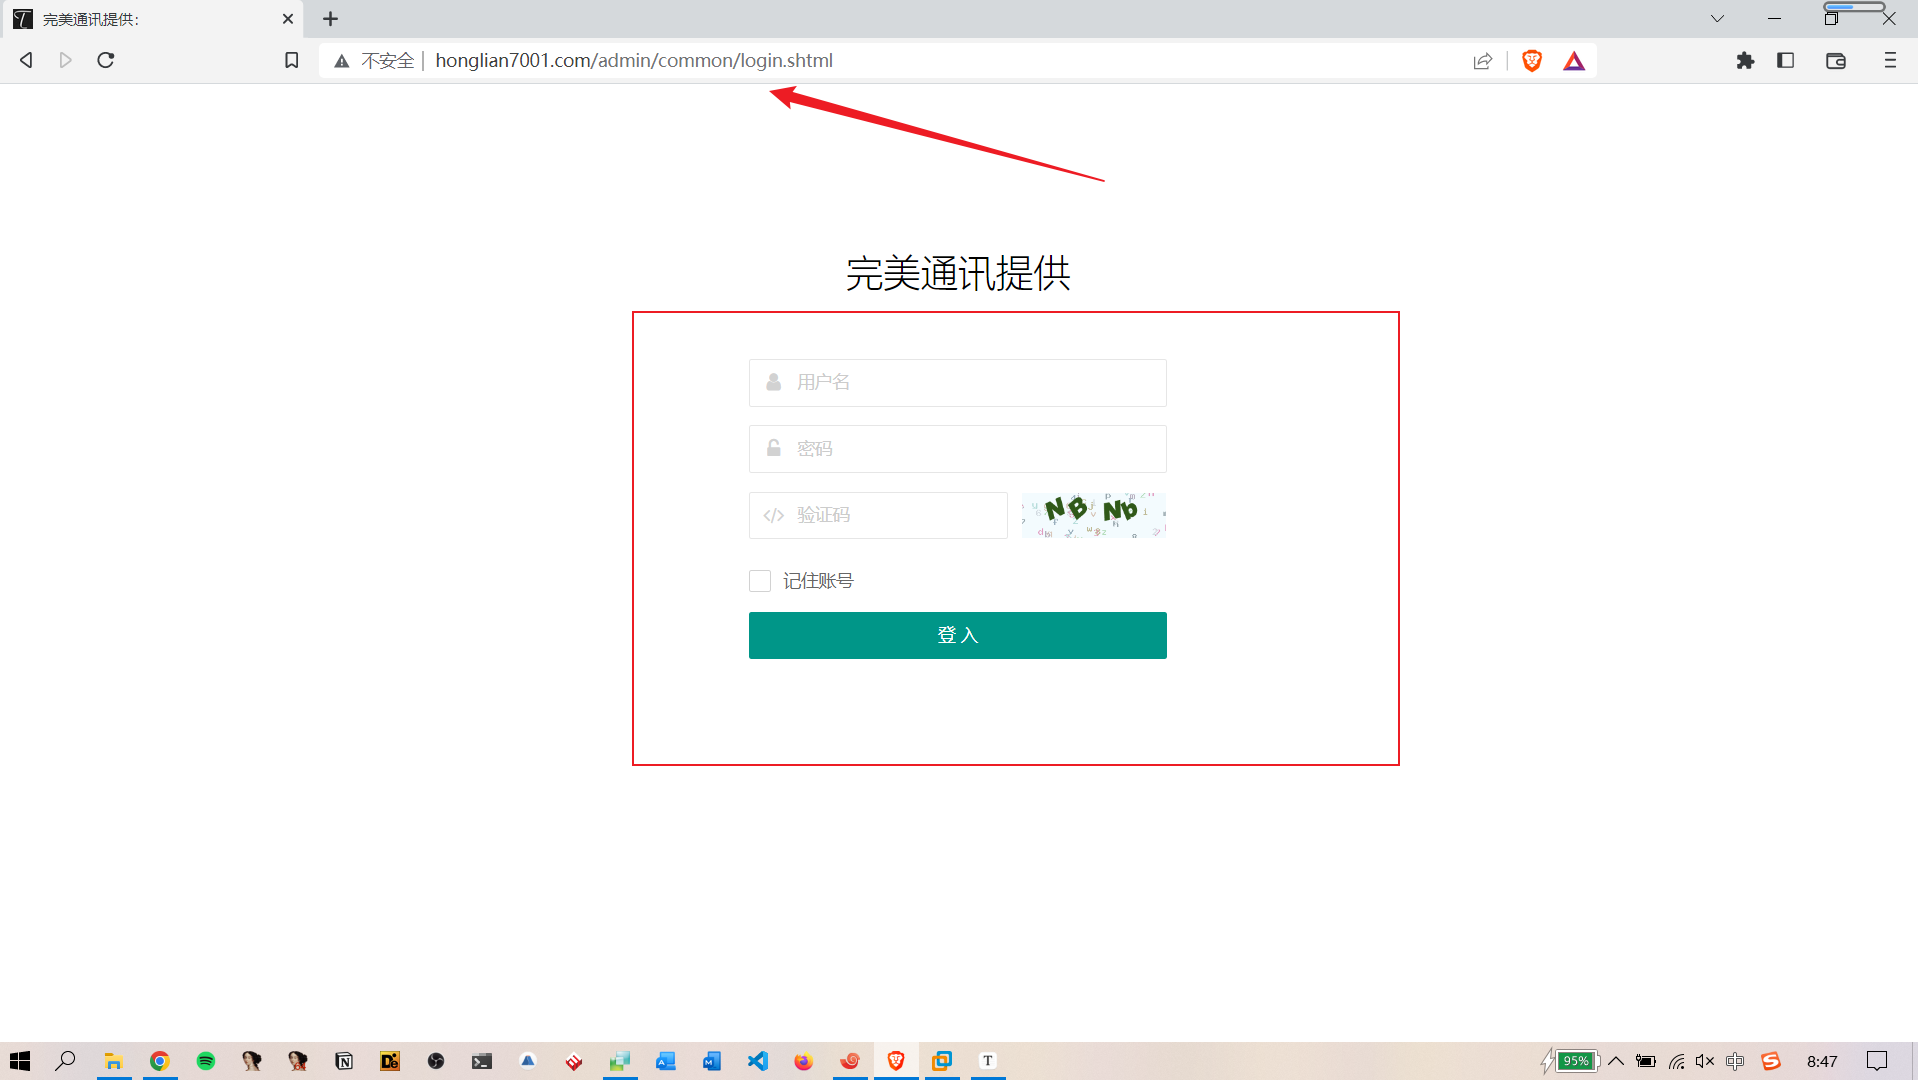 完美通讯提供:
不安全 honglian7001.com/admin/common/login.shtml
完美通讯提供
用户名
密码
验证码 NBNb
记住账号
登入
95% 中 8:47